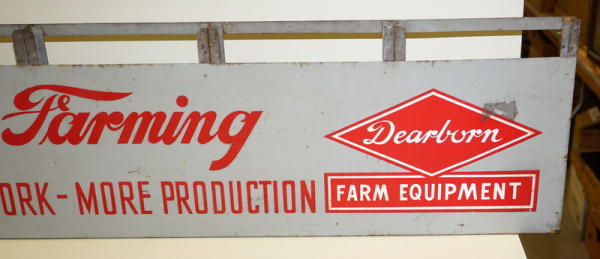 Farming
ORK - MORE PRODUCTION
Dearborn
FARM EQUIPMENT